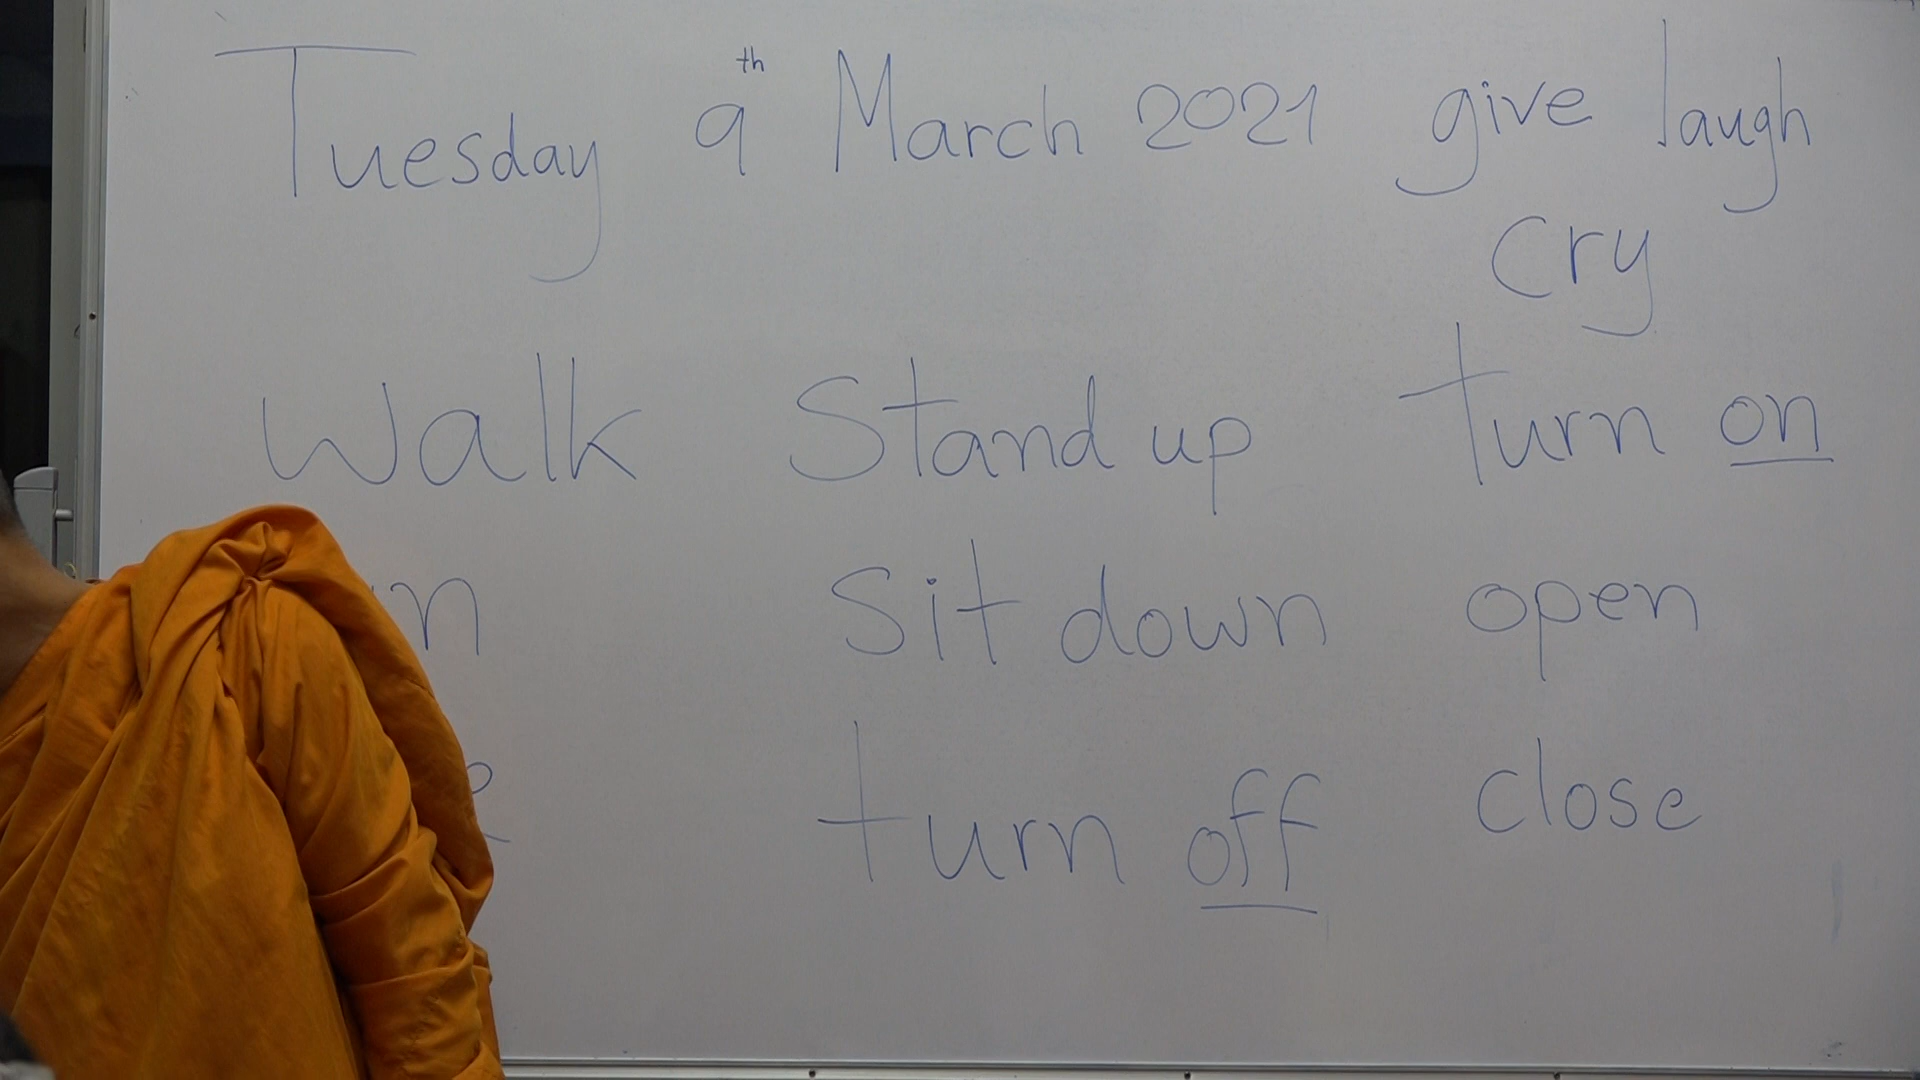 Tuesday 9th March 2021 give laugh
cry
Walk Stand up turn on
Sit down open
turn off close